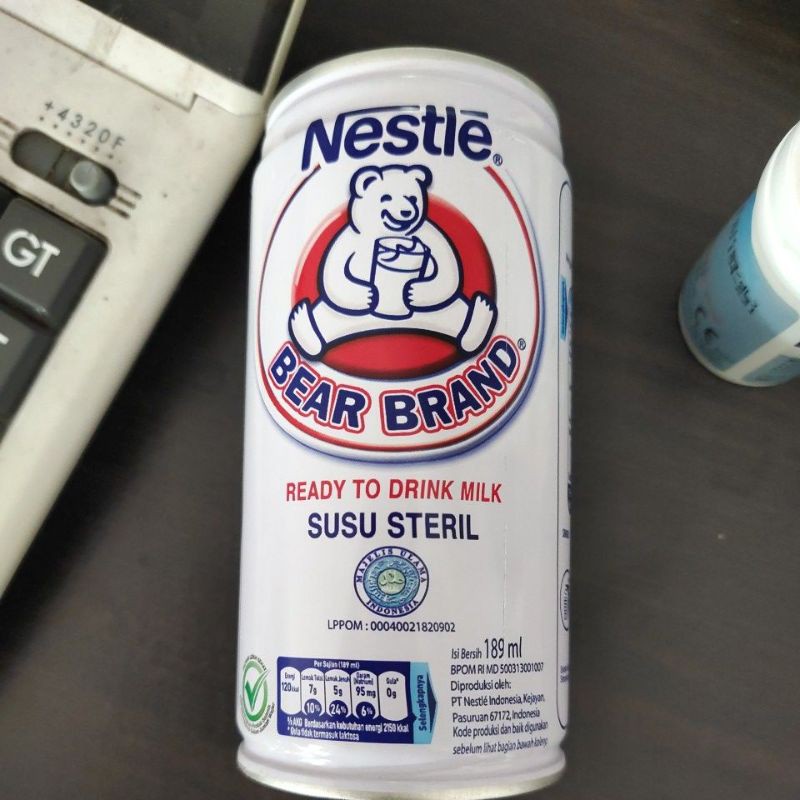 +4320F
GT
Nestlē®
BEAR BRAND®
READY TO DRINK MILK
SUSU STERIL
MAJELIS ULAMA
INDONESIA
LPPOM : 00040021820902
Isi Bersih 189 ml
BPOM RI MD 500313001007
Diproduksi oleh:
PT Nestlé Indonesia, Kejayan,
Pasuruan 67172, Indonesia
Kode produksi dan baik digunakan
sebelum lihat bagian bawah kaleng.
Per Sajian (189 ml)
Energi Lemak Total Lemak Jenuh Garam (Natrium) Gula*
120 kkal 7g 5g 95 mg 0g
10% 24% 6%
% AKG Berdasarkan kebutuhan energi 2150 kkal
* Gula tidak termasuk laktosa
Selengkapnya